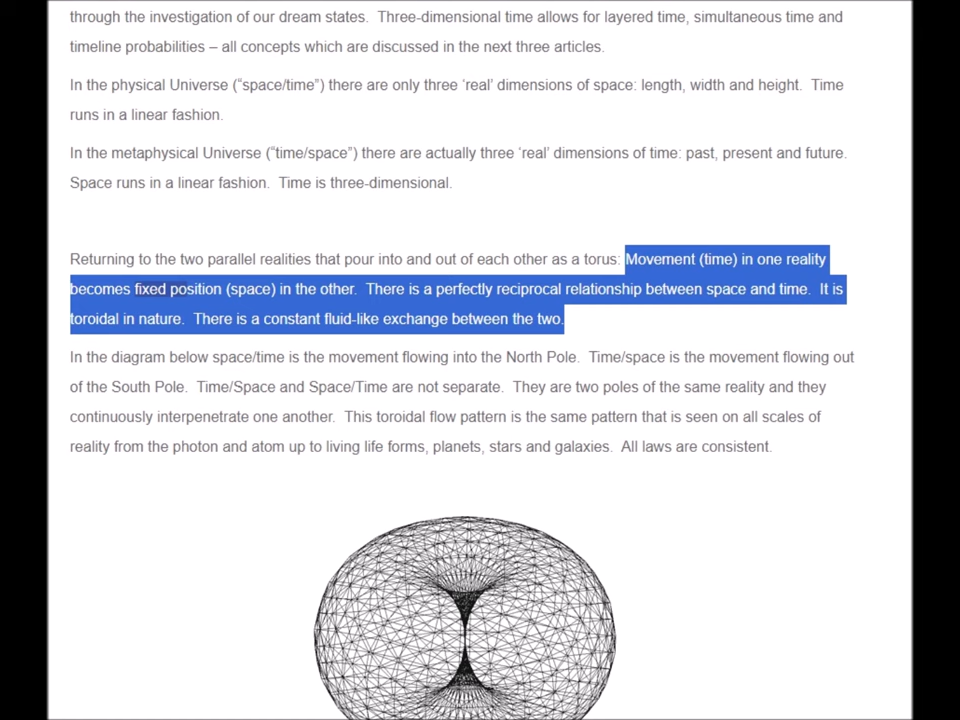 through the investigation of our dream states.  Three-dimensional time allows for layered time, simultaneous time and
timeline probabilities – all concepts which are discussed in the next three articles.
In the physical Universe (“space/time”) there are only three ‘real’ dimensions of space: length, width and height.  Time
runs in a linear fashion.
In the metaphysical Universe (“time/space”) there are actually three ‘real’ dimensions of time: past, present and future.
Space runs in a linear fashion.  Time is three-dimensional.
Returning to the two parallel realities that pour into and out of each other as a torus: Movement (time) in one reality
becomes fixed position (space) in the other.  There is a perfectly reciprocal relationship between space and time.  It is
toroidal in nature.  There is a constant fluid-like exchange between the two.
In the diagram below space/time is the movement flowing into the North Pole.  Time/space is the movement flowing out
of the South Pole.  Time/Space and Space/Time are not separate.  They are two poles of the same reality and they
continuously interpenetrate one another.  This toroidal flow pattern is the same pattern that is seen on all scales of
reality from the photon and atom up to living life forms, planets, stars and galaxies.  All laws are consistent.